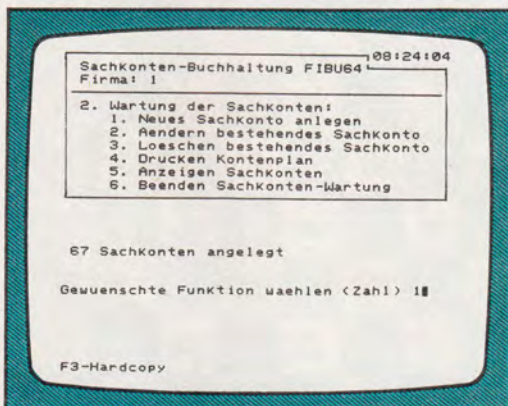 08:24:04
SachKonten-Buchhaltung FIBU64
Firma: 1
2. Wartung der SachKonten:
1. Neues SachKonto anlegen
2. Aendern bestehendes SachKonto
3. Loeschen bestehendes SachKonto
4. Drucken Kontenplan
5. Anzeigen SachKonten
6. Beenden SachKonten-Wartung
67 SachKonten angelegt
Gewuenschte FunKtion waehlen (Zahl) 1
F3-Hardcopy